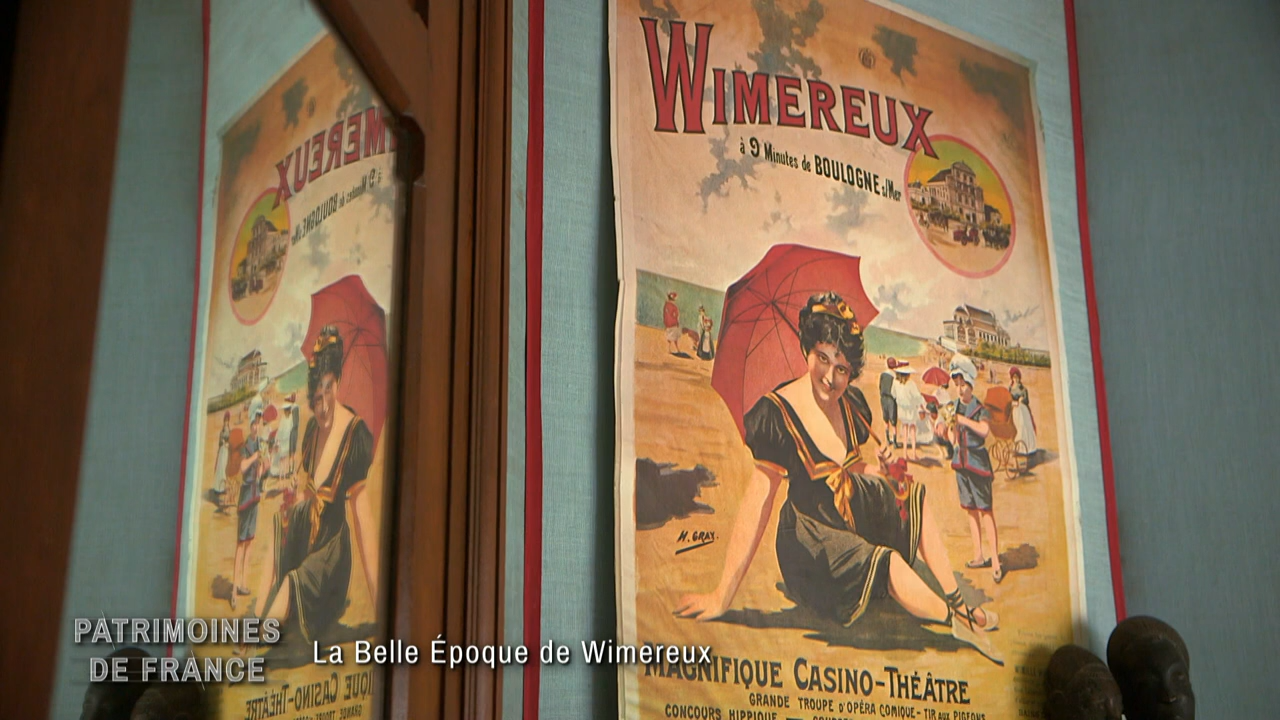 WIMEREUX
à 9 Minutes de BOULOGNE s/Mer
H. GRAY.
MAGNIFIQUE CASINO-THÉÂTRE
GRANDE TROUPE D'OPÉRA COMIQUE - TIR AUX PIGEONS
CONCOURS HIPPIQUE
PATRIMOINES
DE FRANCE
La Belle Époque de Wimereux